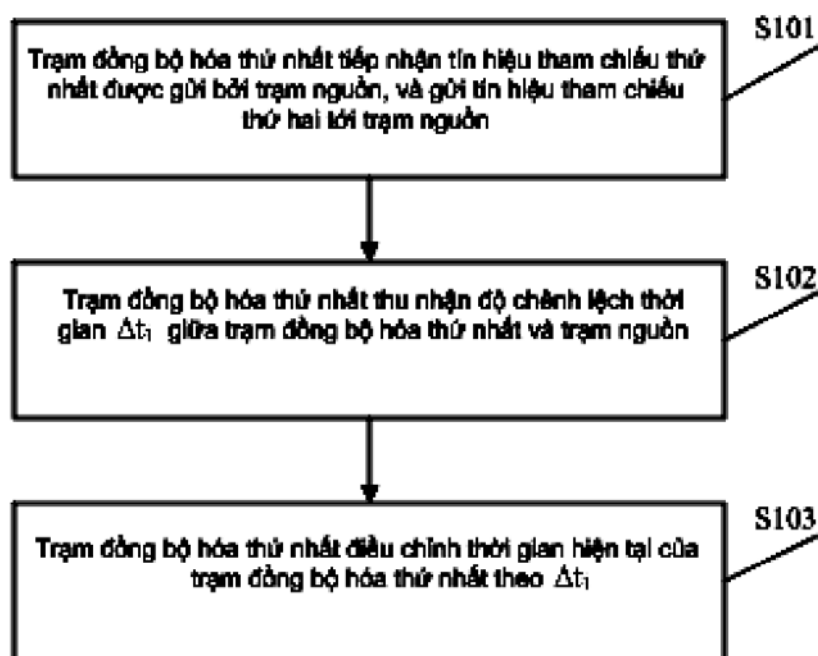 S101
Trạm đồng bộ hóa thứ nhất tiếp nhận tín hiệu tham chiếu thứ
nhất được gửi bởi trạm nguồn, và gửi tín hiệu tham chiếu
thứ hai tới trạm nguồn
S102
Trạm đồng bộ hóa thứ nhất thu nhận độ chênh lệch thời
gian Δt₁ giữa trạm đồng bộ hóa thứ nhất và trạm nguồn
S103
Trạm đồng bộ hóa thứ nhất điều chỉnh thời gian hiện tại của
trạm đồng bộ hóa thứ nhất theo Δt₁